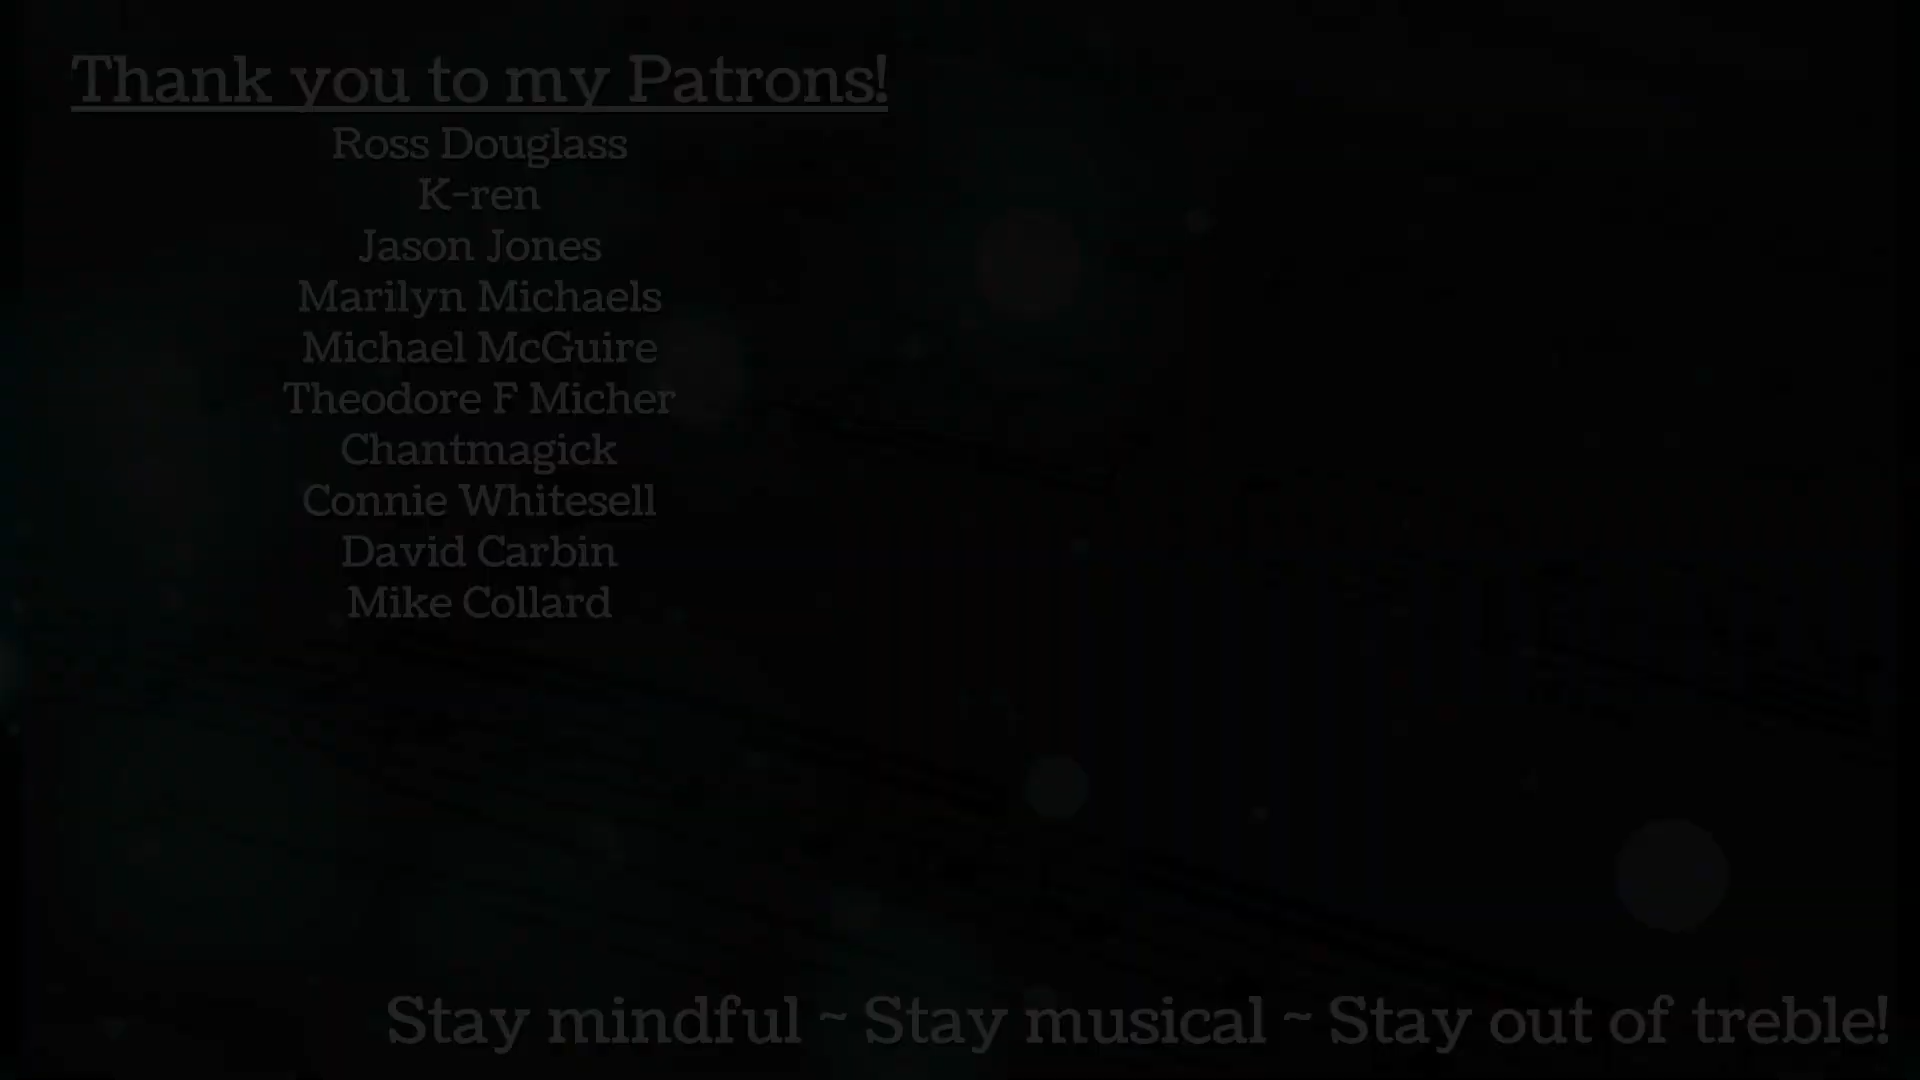 Thank you to my Patrons!
Ross Douglass
K-ren
Jason Jones
Marilyn Michaels
Michael McGuire
Theodore F Micher
Chantmagick
Connie Whitesell
David Carbin
Mike Collard
Stay mindful ~ Stay musical ~ Stay out of treble!